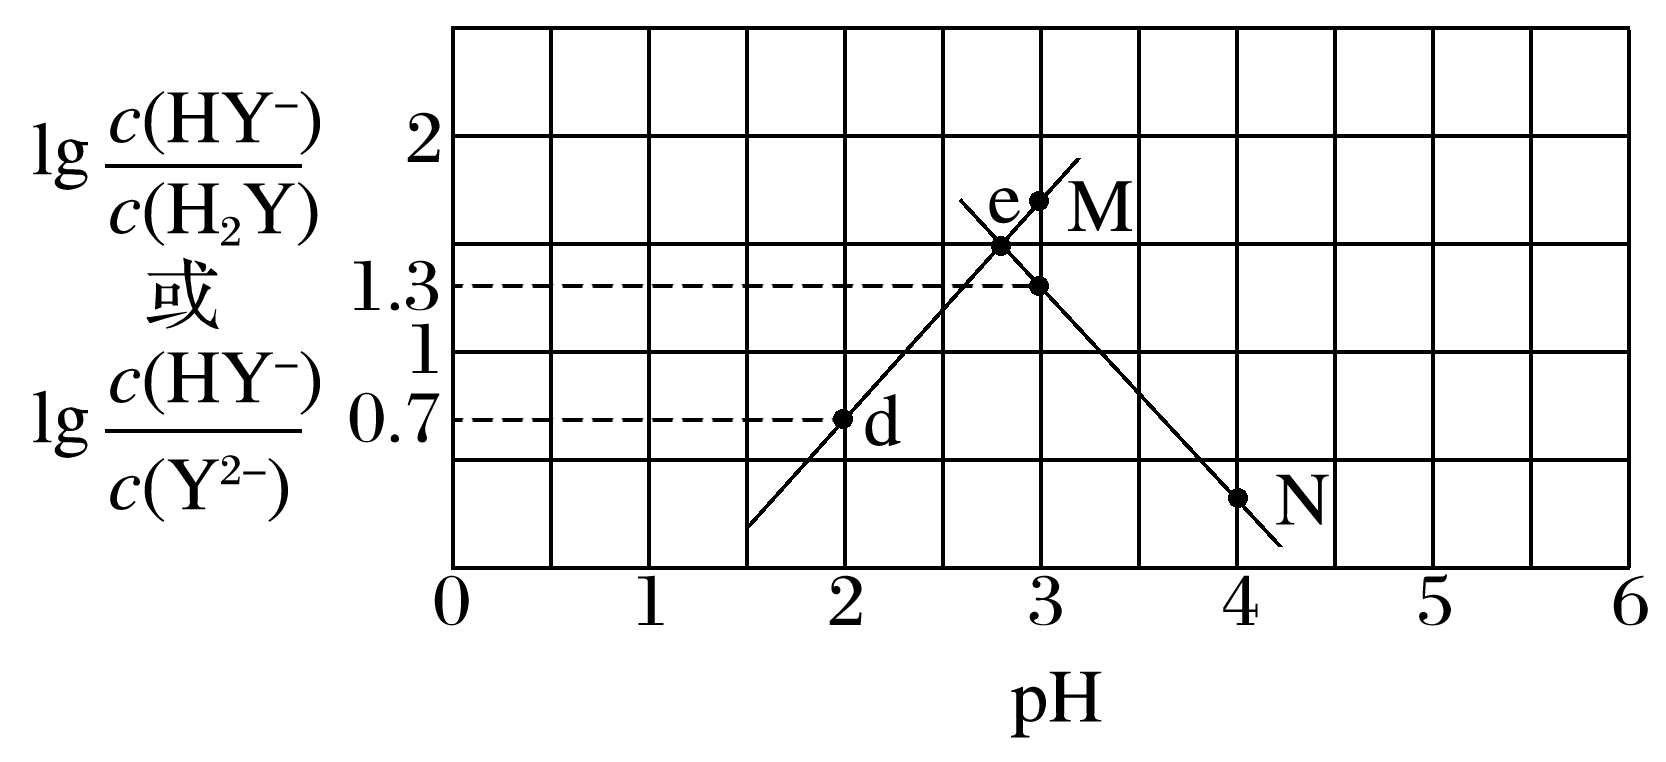 lg c(HY⁻)/c(H₂Y)
或
lg c(HY⁻)/c(Y²⁻)
2
1.3
1
0.7
e
M
d
N
0 1 2 3 4 5 6
pH